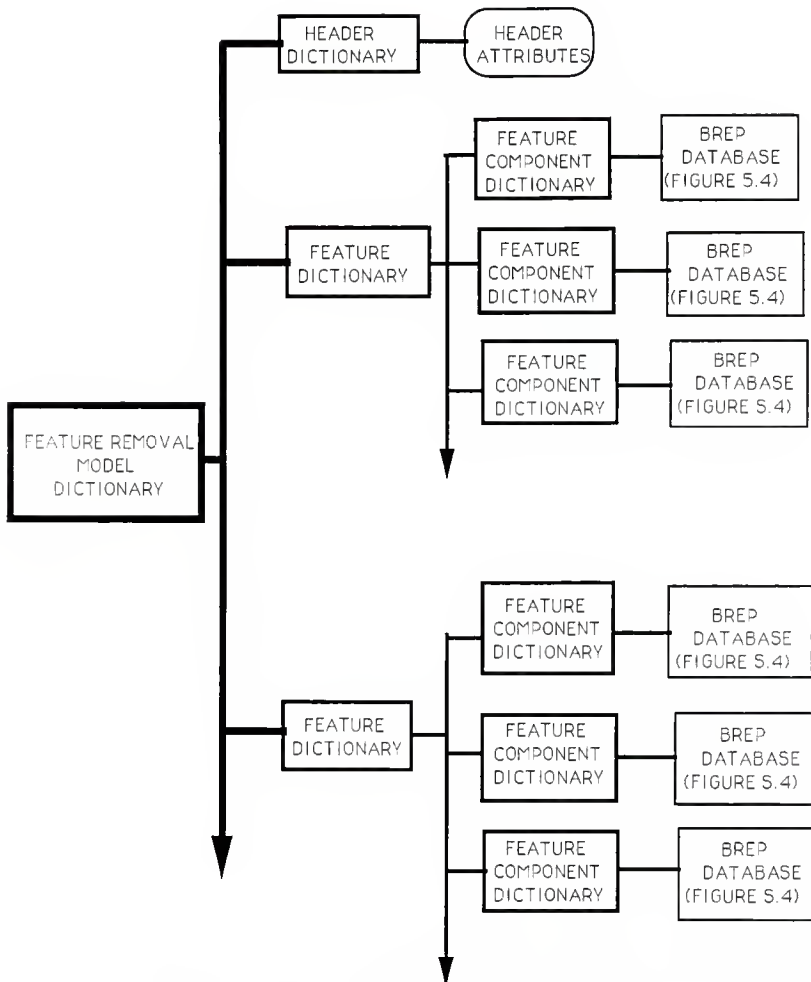 HEADER
DICTIONARY
HEADER
ATTRIBUTES
FEATURE
COMPONENT
DICTIONARY
BREP
DATABASE
(FIGURE 5.4)
FEATURE
DICTIONARY
FEATURE
COMPONENT
DICTIONARY
BREP
DATABASE
(FIGURE 5.4)
FEATURE
COMPONENT
DICTIONARY
BREP
DATABASE
(FIGURE 5.4)
FEATURE REMOVAL
MODEL
DICTIONARY
FEATURE
COMPONENT
DICTIONARY
BREP
DATABASE
(FIGURE 5.4)
FEATURE
DICTIONARY
FEATURE
COMPONENT
DICTIONARY
BREP
DATABASE
(FIGURE 5.4)
FEATURE
COMPONENT
DICTIONARY
BREP
DATABASE
(FIGURE 5.4)